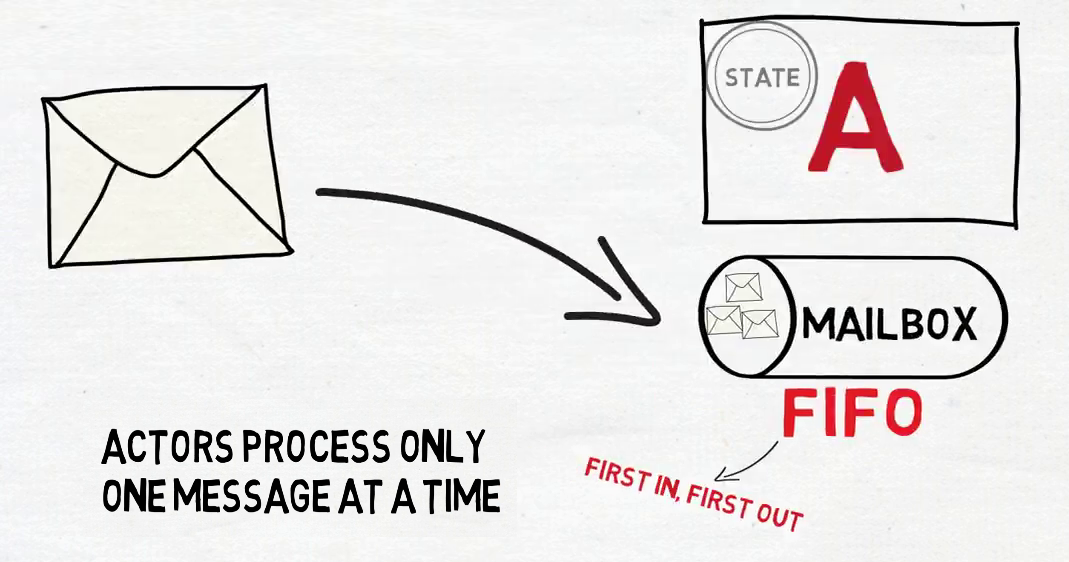 STATE
A
MAILBOX
FIFO
FIRST IN, FIRST OUT
ACTORS PROCESS ONLY
ONE MESSAGE AT A TIME